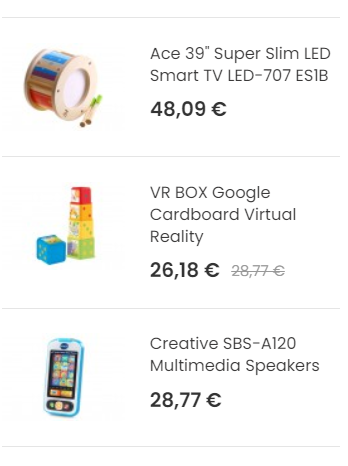 Ace 39" Super Slim LED
Smart TV LED-707 ES1B
48,09 €
VR BOX Google
Cardboard Virtual
Reality
26,18 € 28,77 €
Creative SBS-A120
Multimedia Speakers
28,77 €